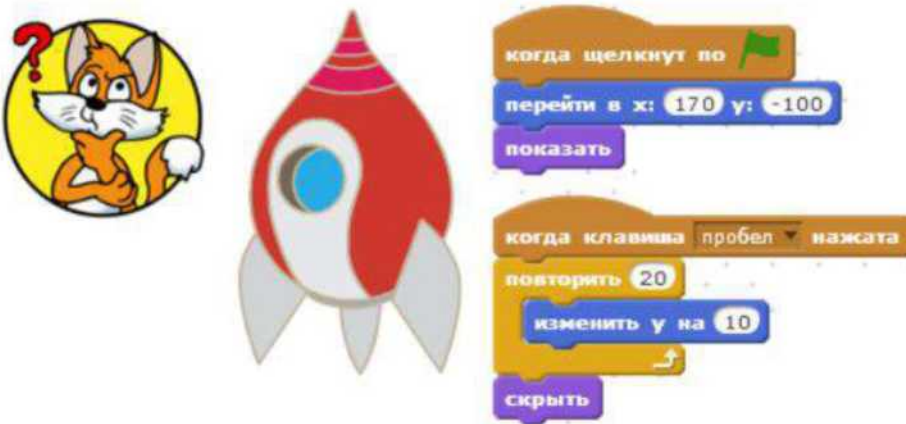 ?
когда щелкнут по
перейти в x: 170 y: -100
показать
когда клавиша пробел нажата
повторить 20
изменить y на 10
скрыть